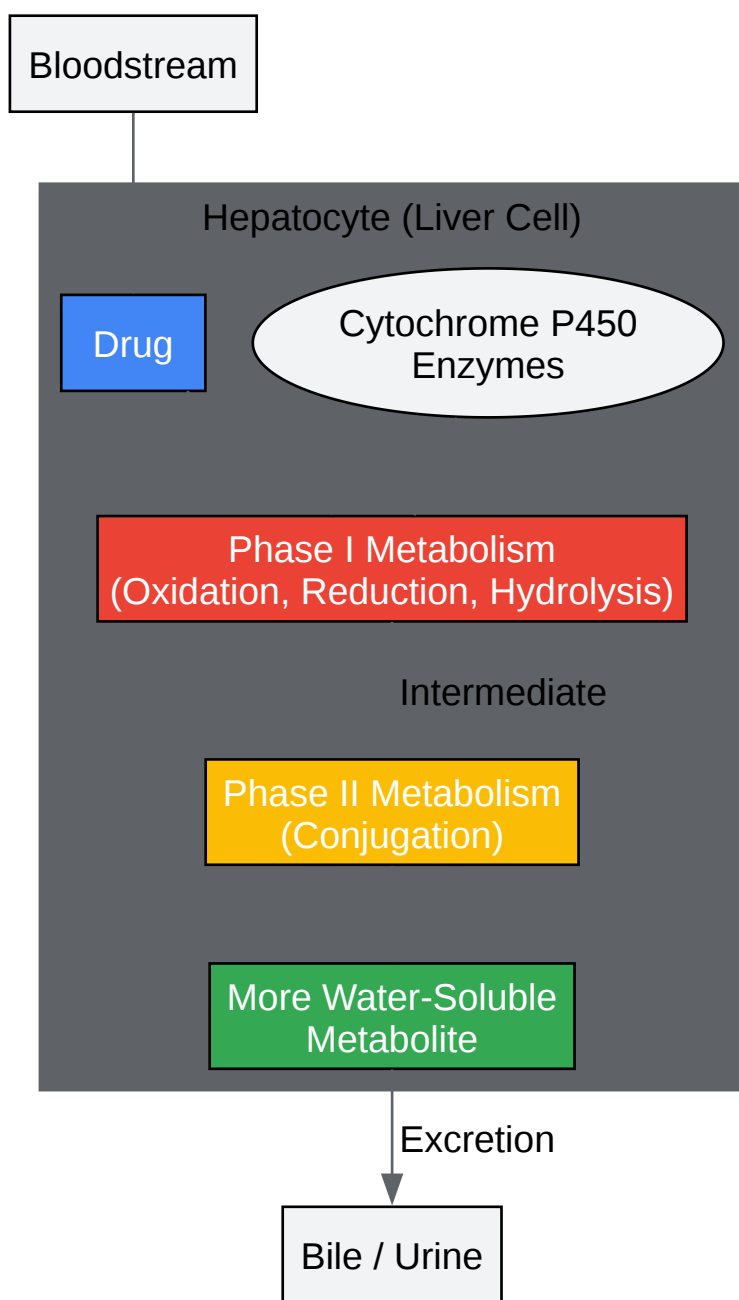 Bloodstream
Hepatocyte (Liver Cell)
Drug
Cytochrome P450
Enzymes
Phase I Metabolism
(Oxidation, Reduction, Hydrolysis)
Intermediate
Phase II Metabolism
(Conjugation)
More Water-Soluble
Metabolite
Excretion
Bile / Urine